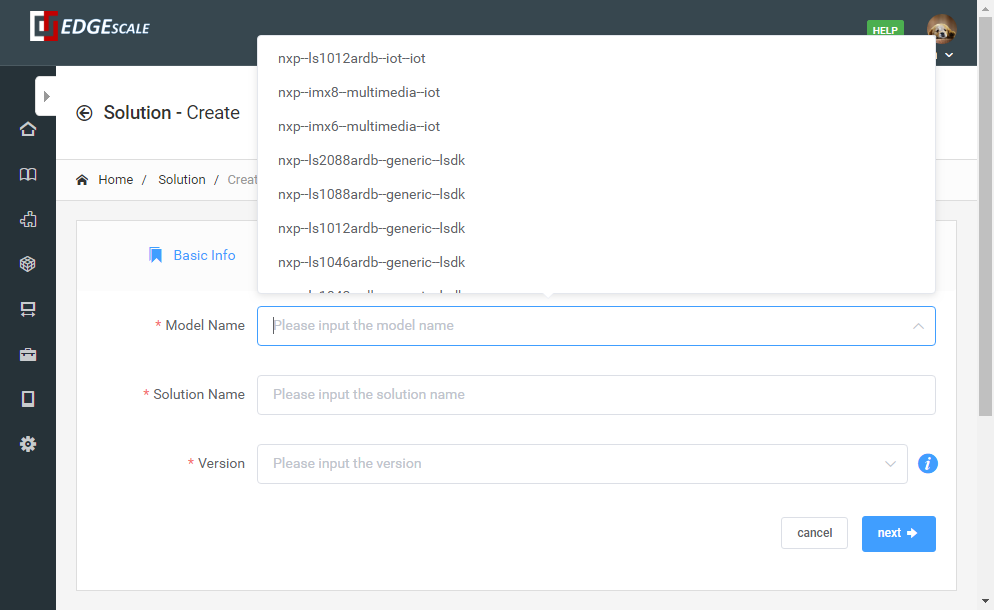 EDGESCALE
HELP
Solution - Create
Home / Solution / Creat
nxp--ls1012ardb--iot--iot
nxp--imx8--multimedia--iot
nxp--imx6--multimedia--iot
nxp--ls2088ardb--generic--lsdk
nxp--ls1088ardb--generic--lsdk
nxp--ls1012ardb--generic--lsdk
nxp--ls1046ardb--generic--lsdk
Basic Info
* Model Name Please input the model name
* Solution Name Please input the solution name
* Version Please input the version
cancel next